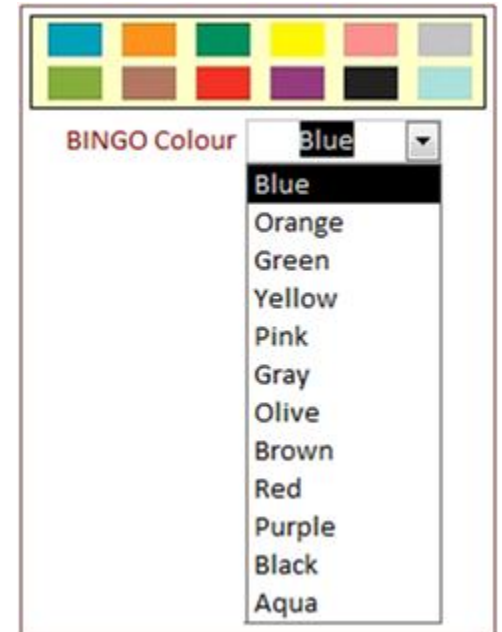 BINGO Colour Blue
Blue
Orange
Green
Yellow
Pink
Gray
Olive
Brown
Red
Purple
Black
Aqua